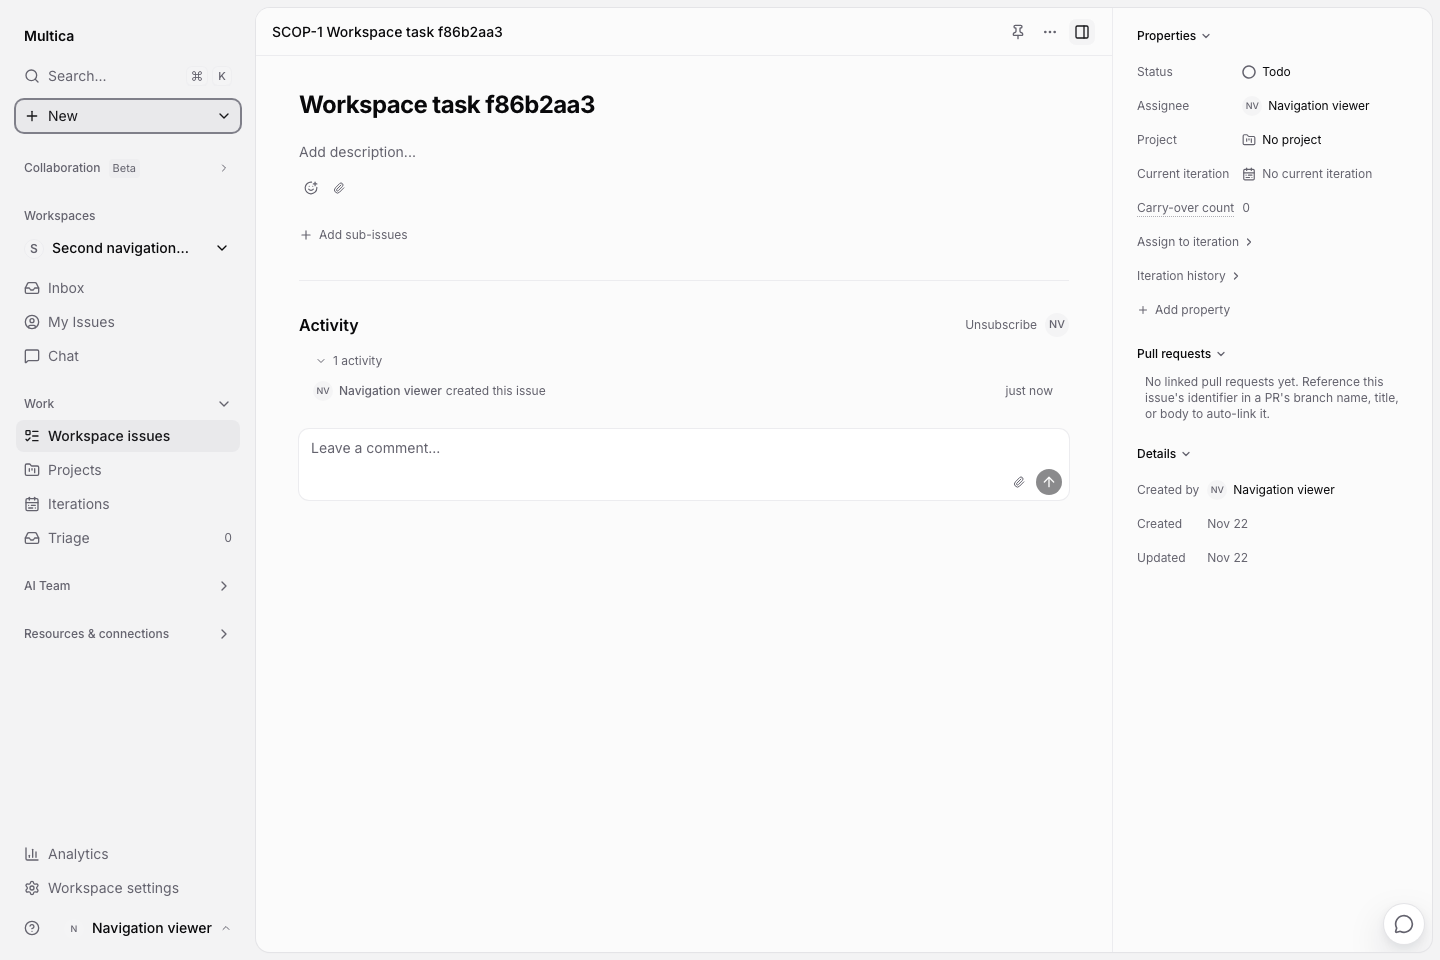 Multica
Search...
⌘ K
New
Collaboration Beta
Workspaces
S Second navigation...
Inbox
My Issues
Chat
Work
Workspace issues
Projects
Iterations
Triage 0
AI Team
Resources & connections
Analytics
Workspace settings
N Navigation viewer
SCOP-1 Workspace task f86b2aa3
Workspace task f86b2aa3
Add description...
Add sub-issues
Activity
Unsubscribe NV
1 activity
NV Navigation viewer created this issue just now
Leave a comment...
Properties
Status Todo
Assignee NV Navigation viewer
Project No project
Current iteration No current iteration
Carry-over count 0
Assign to iteration
Iteration history
Add property
Pull requests
No linked pull requests yet. Reference this
issue's identifier in a PR's branch name, title,
or body to auto-link it.
Details
Created by NV Navigation viewer
Created Nov 22
Updated Nov 22